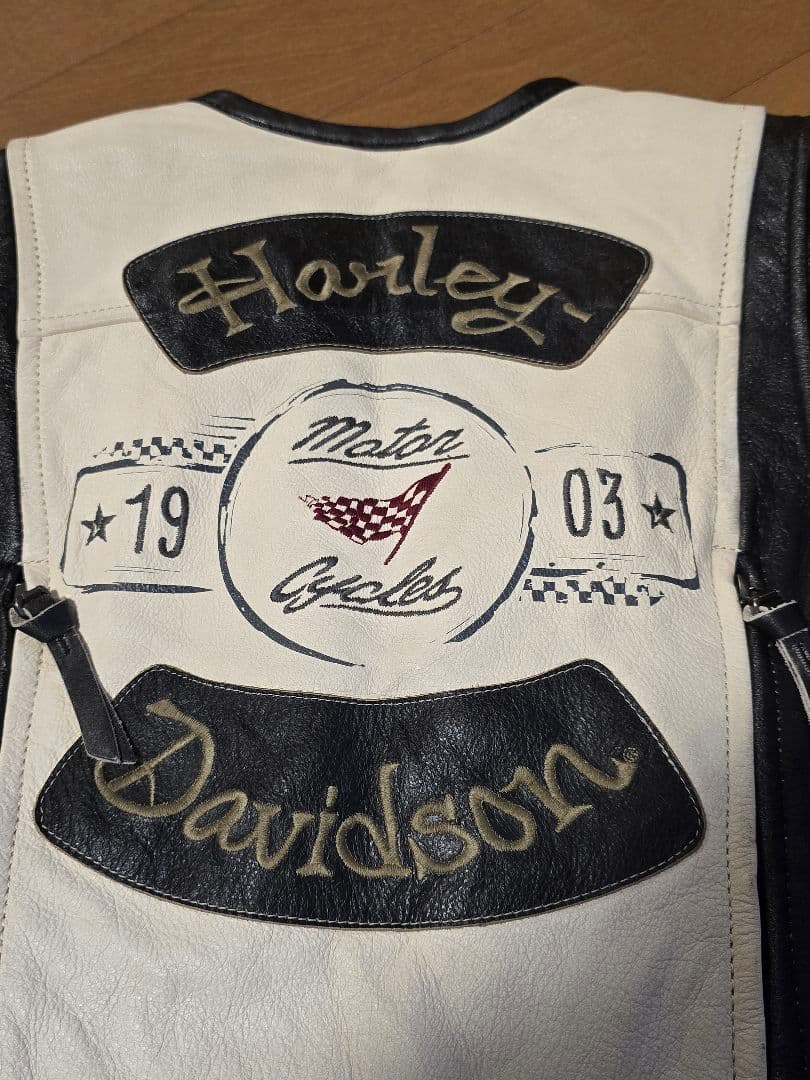 Harley-
Motor
★ 19 03 ★
Cycles
Davidson®